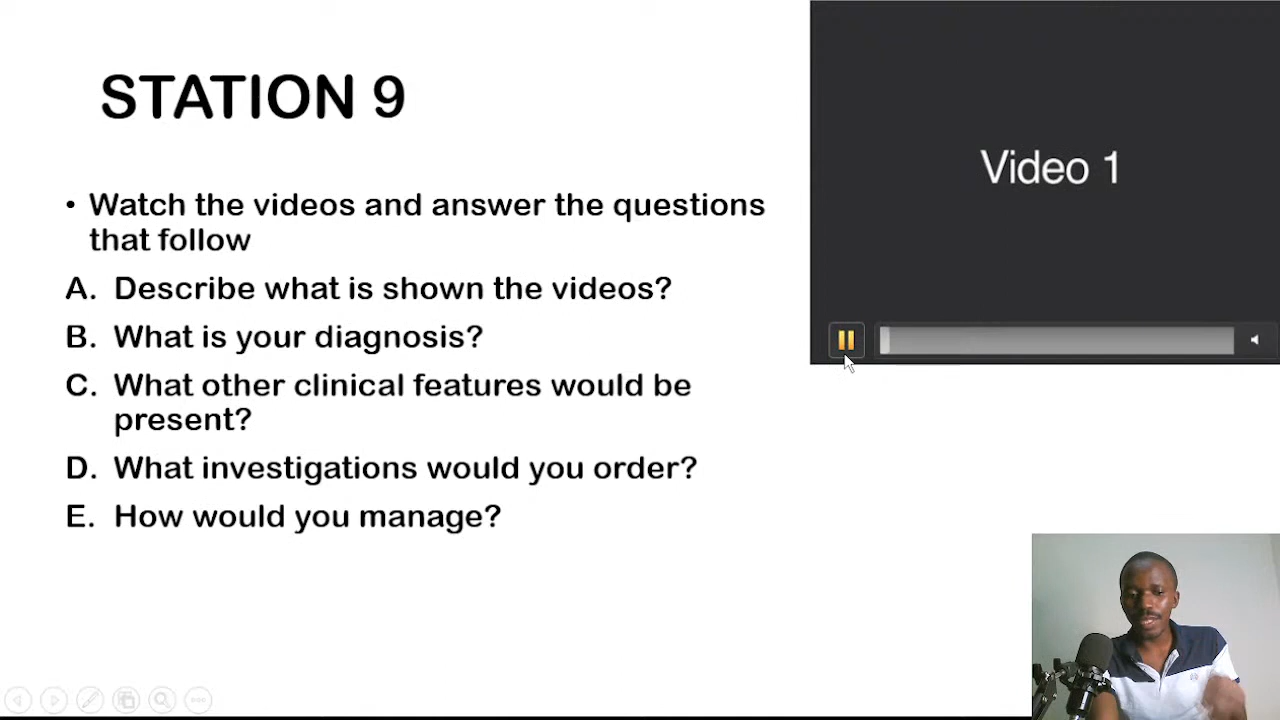 STATION 9
• Watch the videos and answer the questions
that follow
A. Describe what is shown the videos?
B. What is your diagnosis?
C. What other clinical features would be
present?
D. What investigations would you order?
E. How would you manage?
Video 1